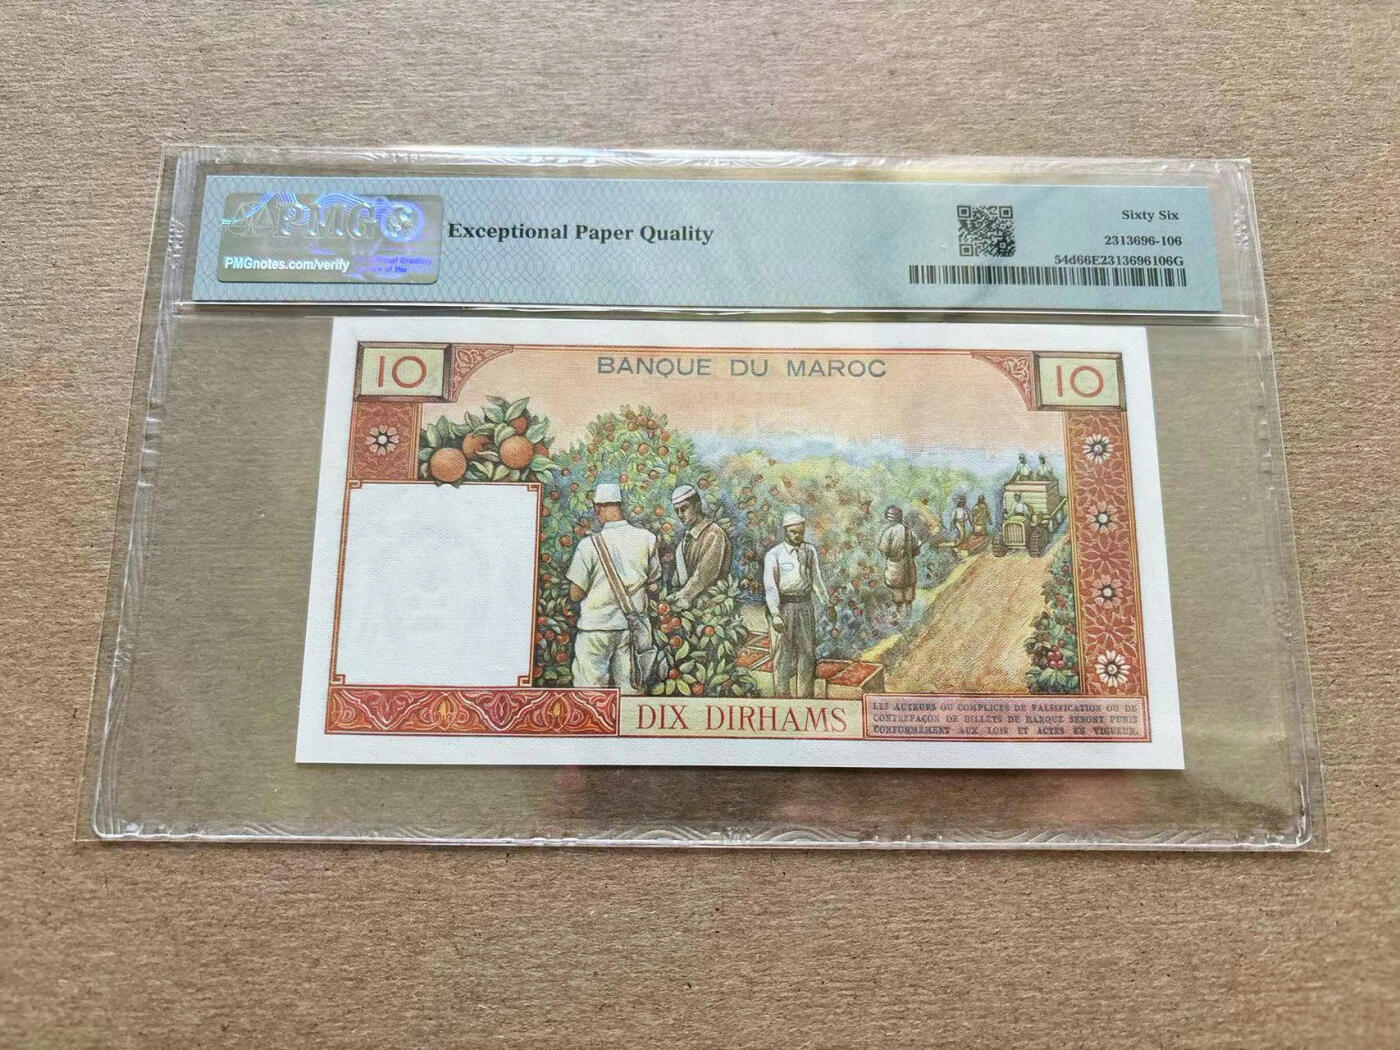 PMG
PMGnotes.com/verify
Exceptional Paper Quality
Sixty Six
2313696-106
54d66E2313696106G
10
BANQUE DU MAROC
10
DIX DIRHAMS
LES AUTEURS OU COMPLICES DE FALSIFICATION OU DE
CONTREFAÇON DE BILLETS DE BANQUE SERONT PUNIS
CONFORMÉMENT AUX LOIS ET ACTES EN VIGUEUR.